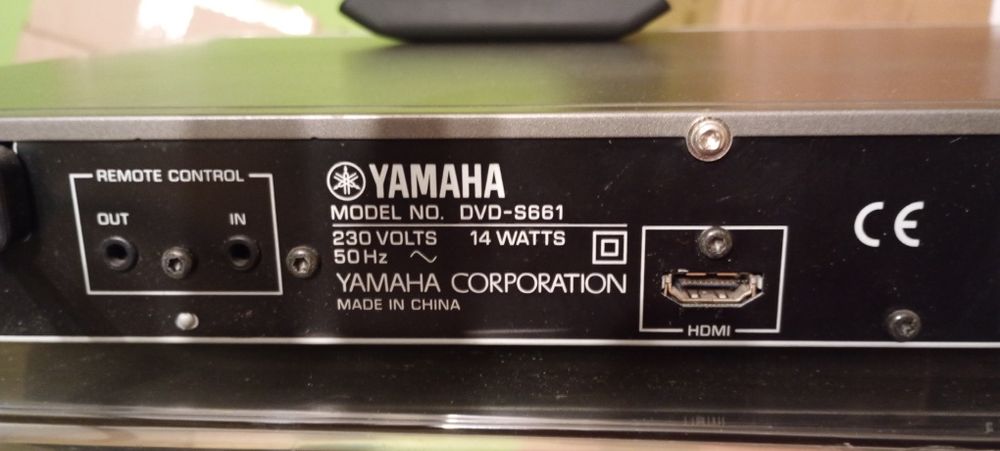 REMOTE CONTROL
OUT IN
YAMAHA
MODEL NO. DVD-S661
230 VOLTS 14 WATTS
50 Hz ~
YAMAHA CORPORATION
MADE IN CHINA
HDMI
CE